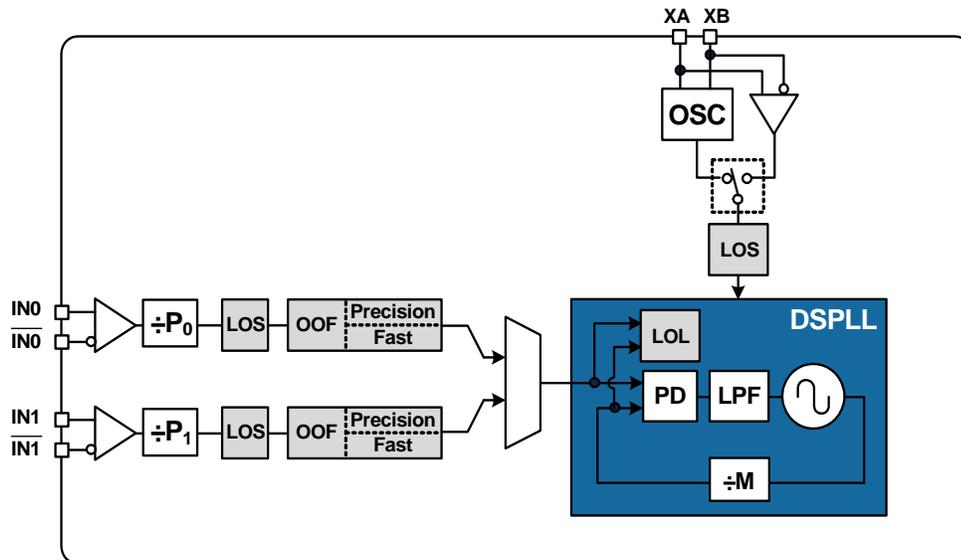 XA XB
OSC
LOS
IN0
IN0
÷P0
LOS
OOF
Precision
Fast
IN1
IN1
÷P1
LOS
OOF
Precision
Fast
DSPLL
LOL
PD
LPF
÷M